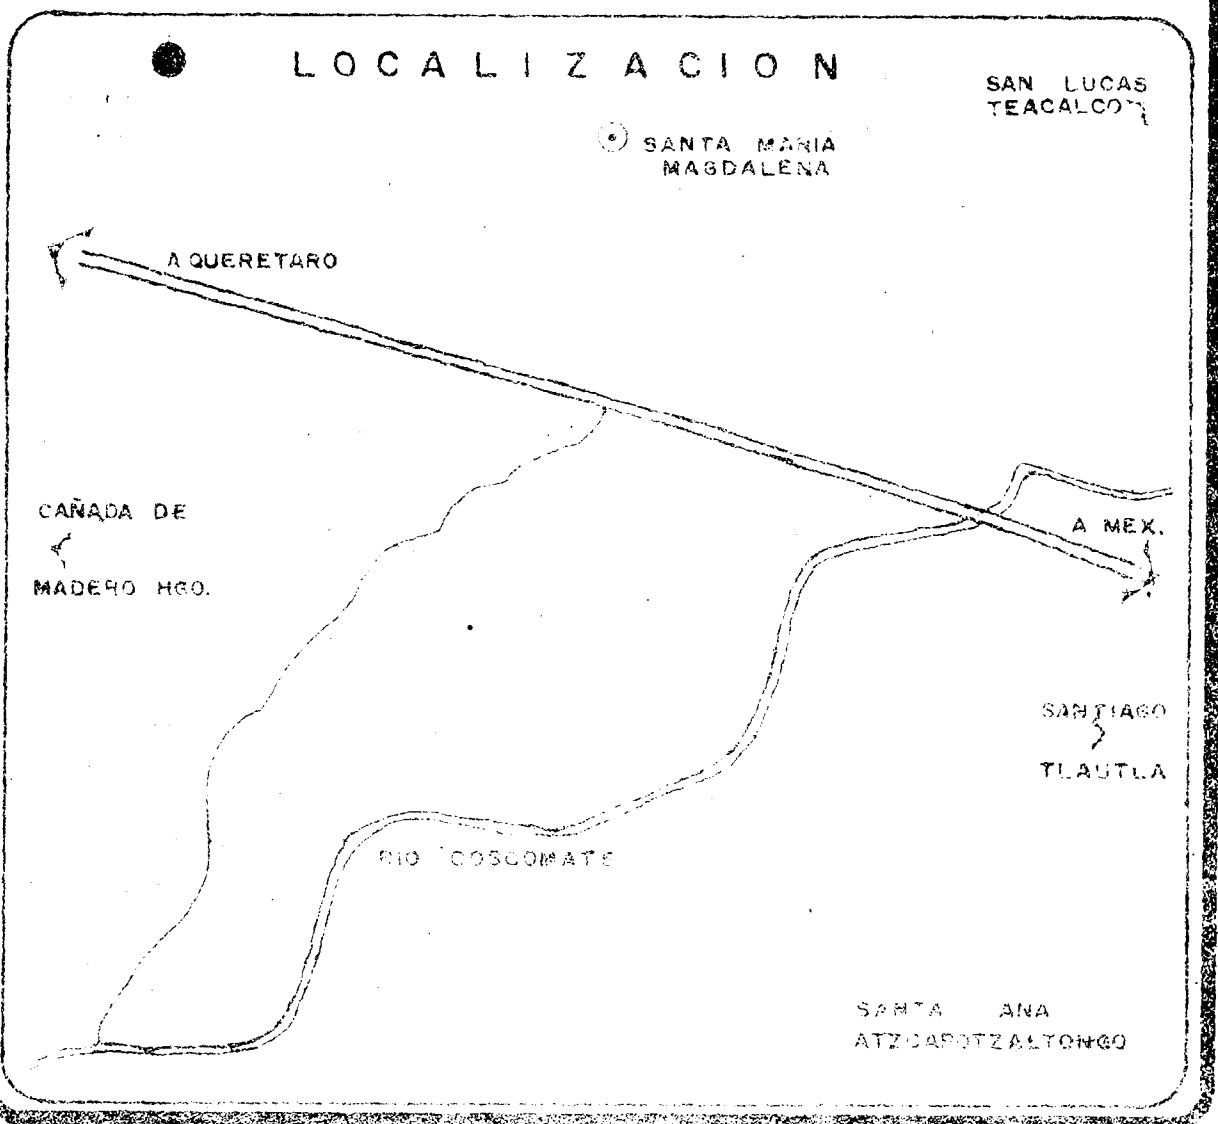 LOCALIZACION
SAN LUCAS
TEACALCO
SANTA MARIA
MAGDALENA
A QUERETARO
CAÑADA DE
MADERO HGO.
A MEX.
SANTIAGO
TLAUTLA
RIO COSCOMATE
SANTA ANA
ATZCAPOTZALTONGO